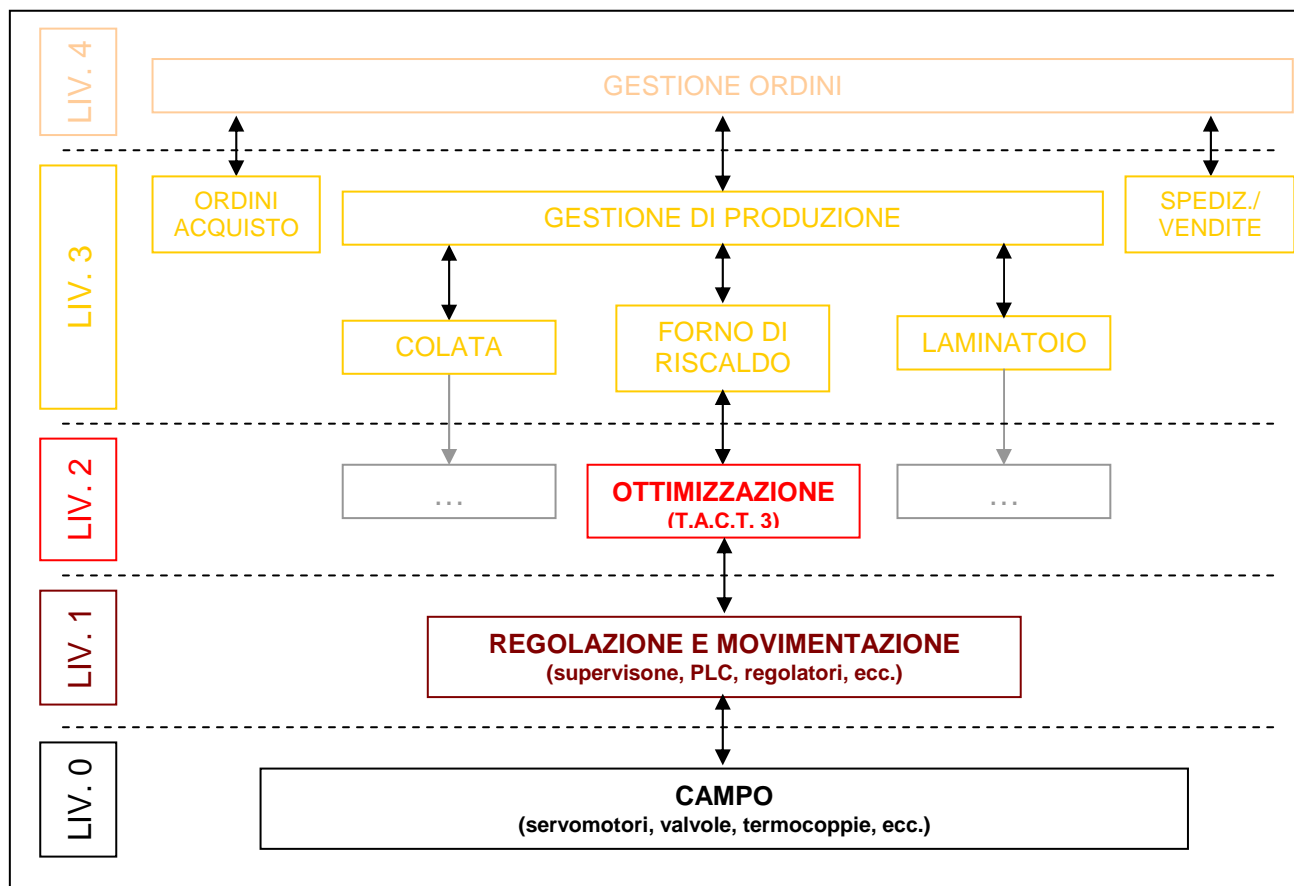 LIV. 4
GESTIONE ORDINI
LIV. 3
ORDINI
ACQUISTO
GESTIONE DI PRODUZIONE
SPEDIZ./
VENDITE
COLATA
FORNO DI
RISCALDO
LAMINATOIO
LIV. 2
...
OTTIMIZZAZIONE
(T.A.C.T. 3)
...
LIV. 1
REGOLAZIONE E MOVIMENTAZIONE
(supervisone, PLC, regolatori, ecc.)
LIV. 0
CAMPO
(servomotori, valvole, termocoppie, ecc.)